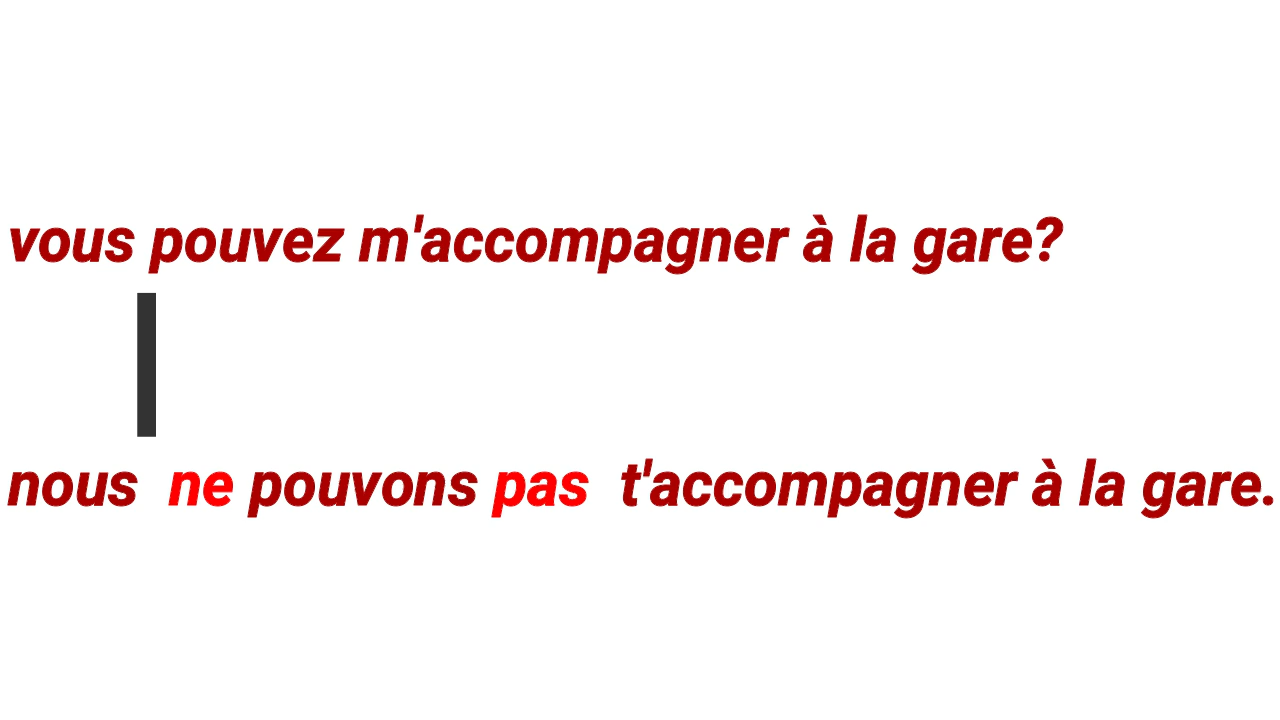 vous pouvez m'accompagner à la gare?
nous ne pouvons pas t'accompagner à la gare.